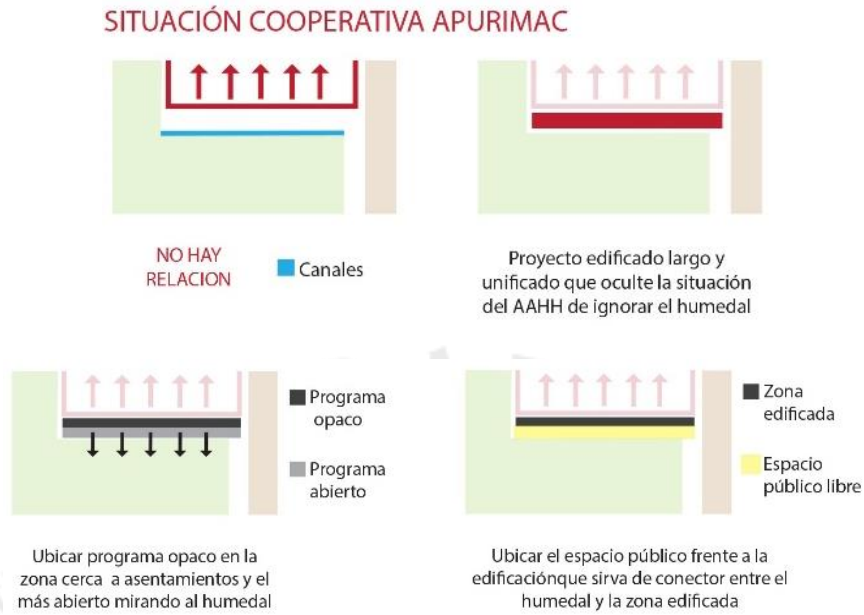 SITUACIÓN COOPERATIVA APURIMAC
NO HAY
RELACION
Canales
Proyecto edificado largo y
unificado que oculte la situación
del AAHH de ignorar el humedal
Programa
opaco
Programa
abierto
Ubicar programa opaco en la
zona cerca a asentamientos y el
más abierto mirando al humedal
Zona
edificada
Espacio
público libre
Ubicar el espacio público frente a la
edificaciónque sirva de conector entre el
humedal y la zona edificada